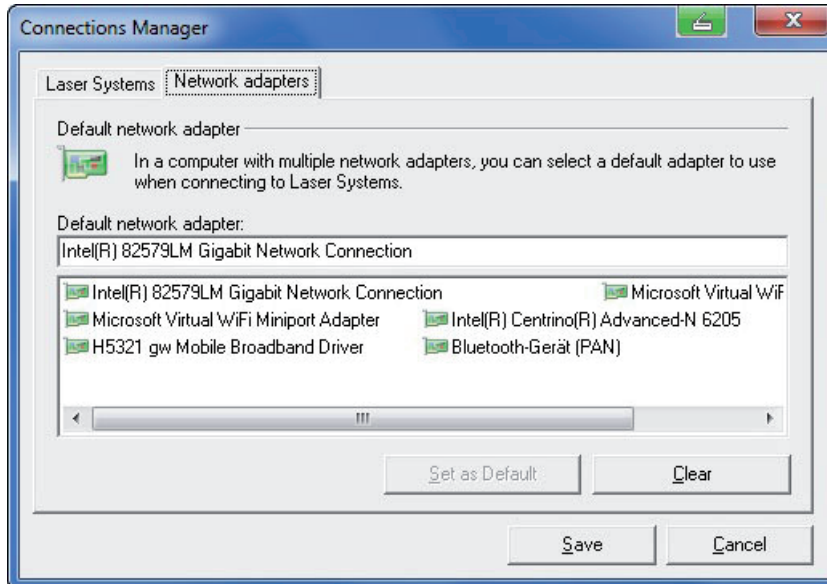 Connections Manager
Laser Systems
Network adapters
Default network adapter
In a computer with multiple network adapters, you can select a default adapter to use
when connecting to Laser Systems.
Default network adapter:
Intel(R) 82579LM Gigabit Network Connection
Intel(R) 82579LM Gigabit Network Connection Microsoft Virtual WiF
Microsoft Virtual WiFi Miniport Adapter Intel(R) Centrino(R) Advanced-N 6205
H5321 gw Mobile Broadband Driver Bluetooth-Gerät (PAN)
Set as Default Clear
Save Cancel